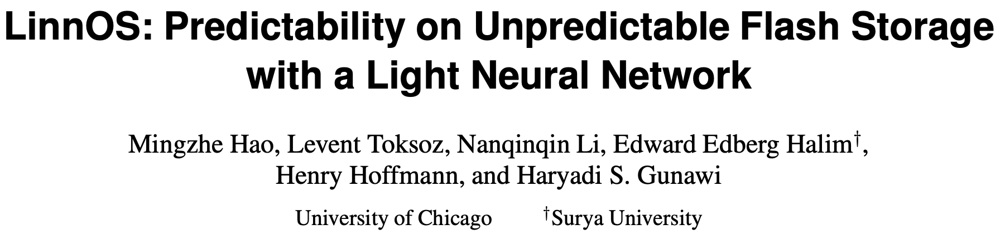 LinnOS: Predictability on Unpredictable Flash Storage
with a Light Neural Network
Mingzhe Hao, Levent Toksoz, Nanqinqin Li, Edward Edberg Halim†,
Henry Hoffmann, and Haryadi S. Gunawi
University of Chicago †Surya University